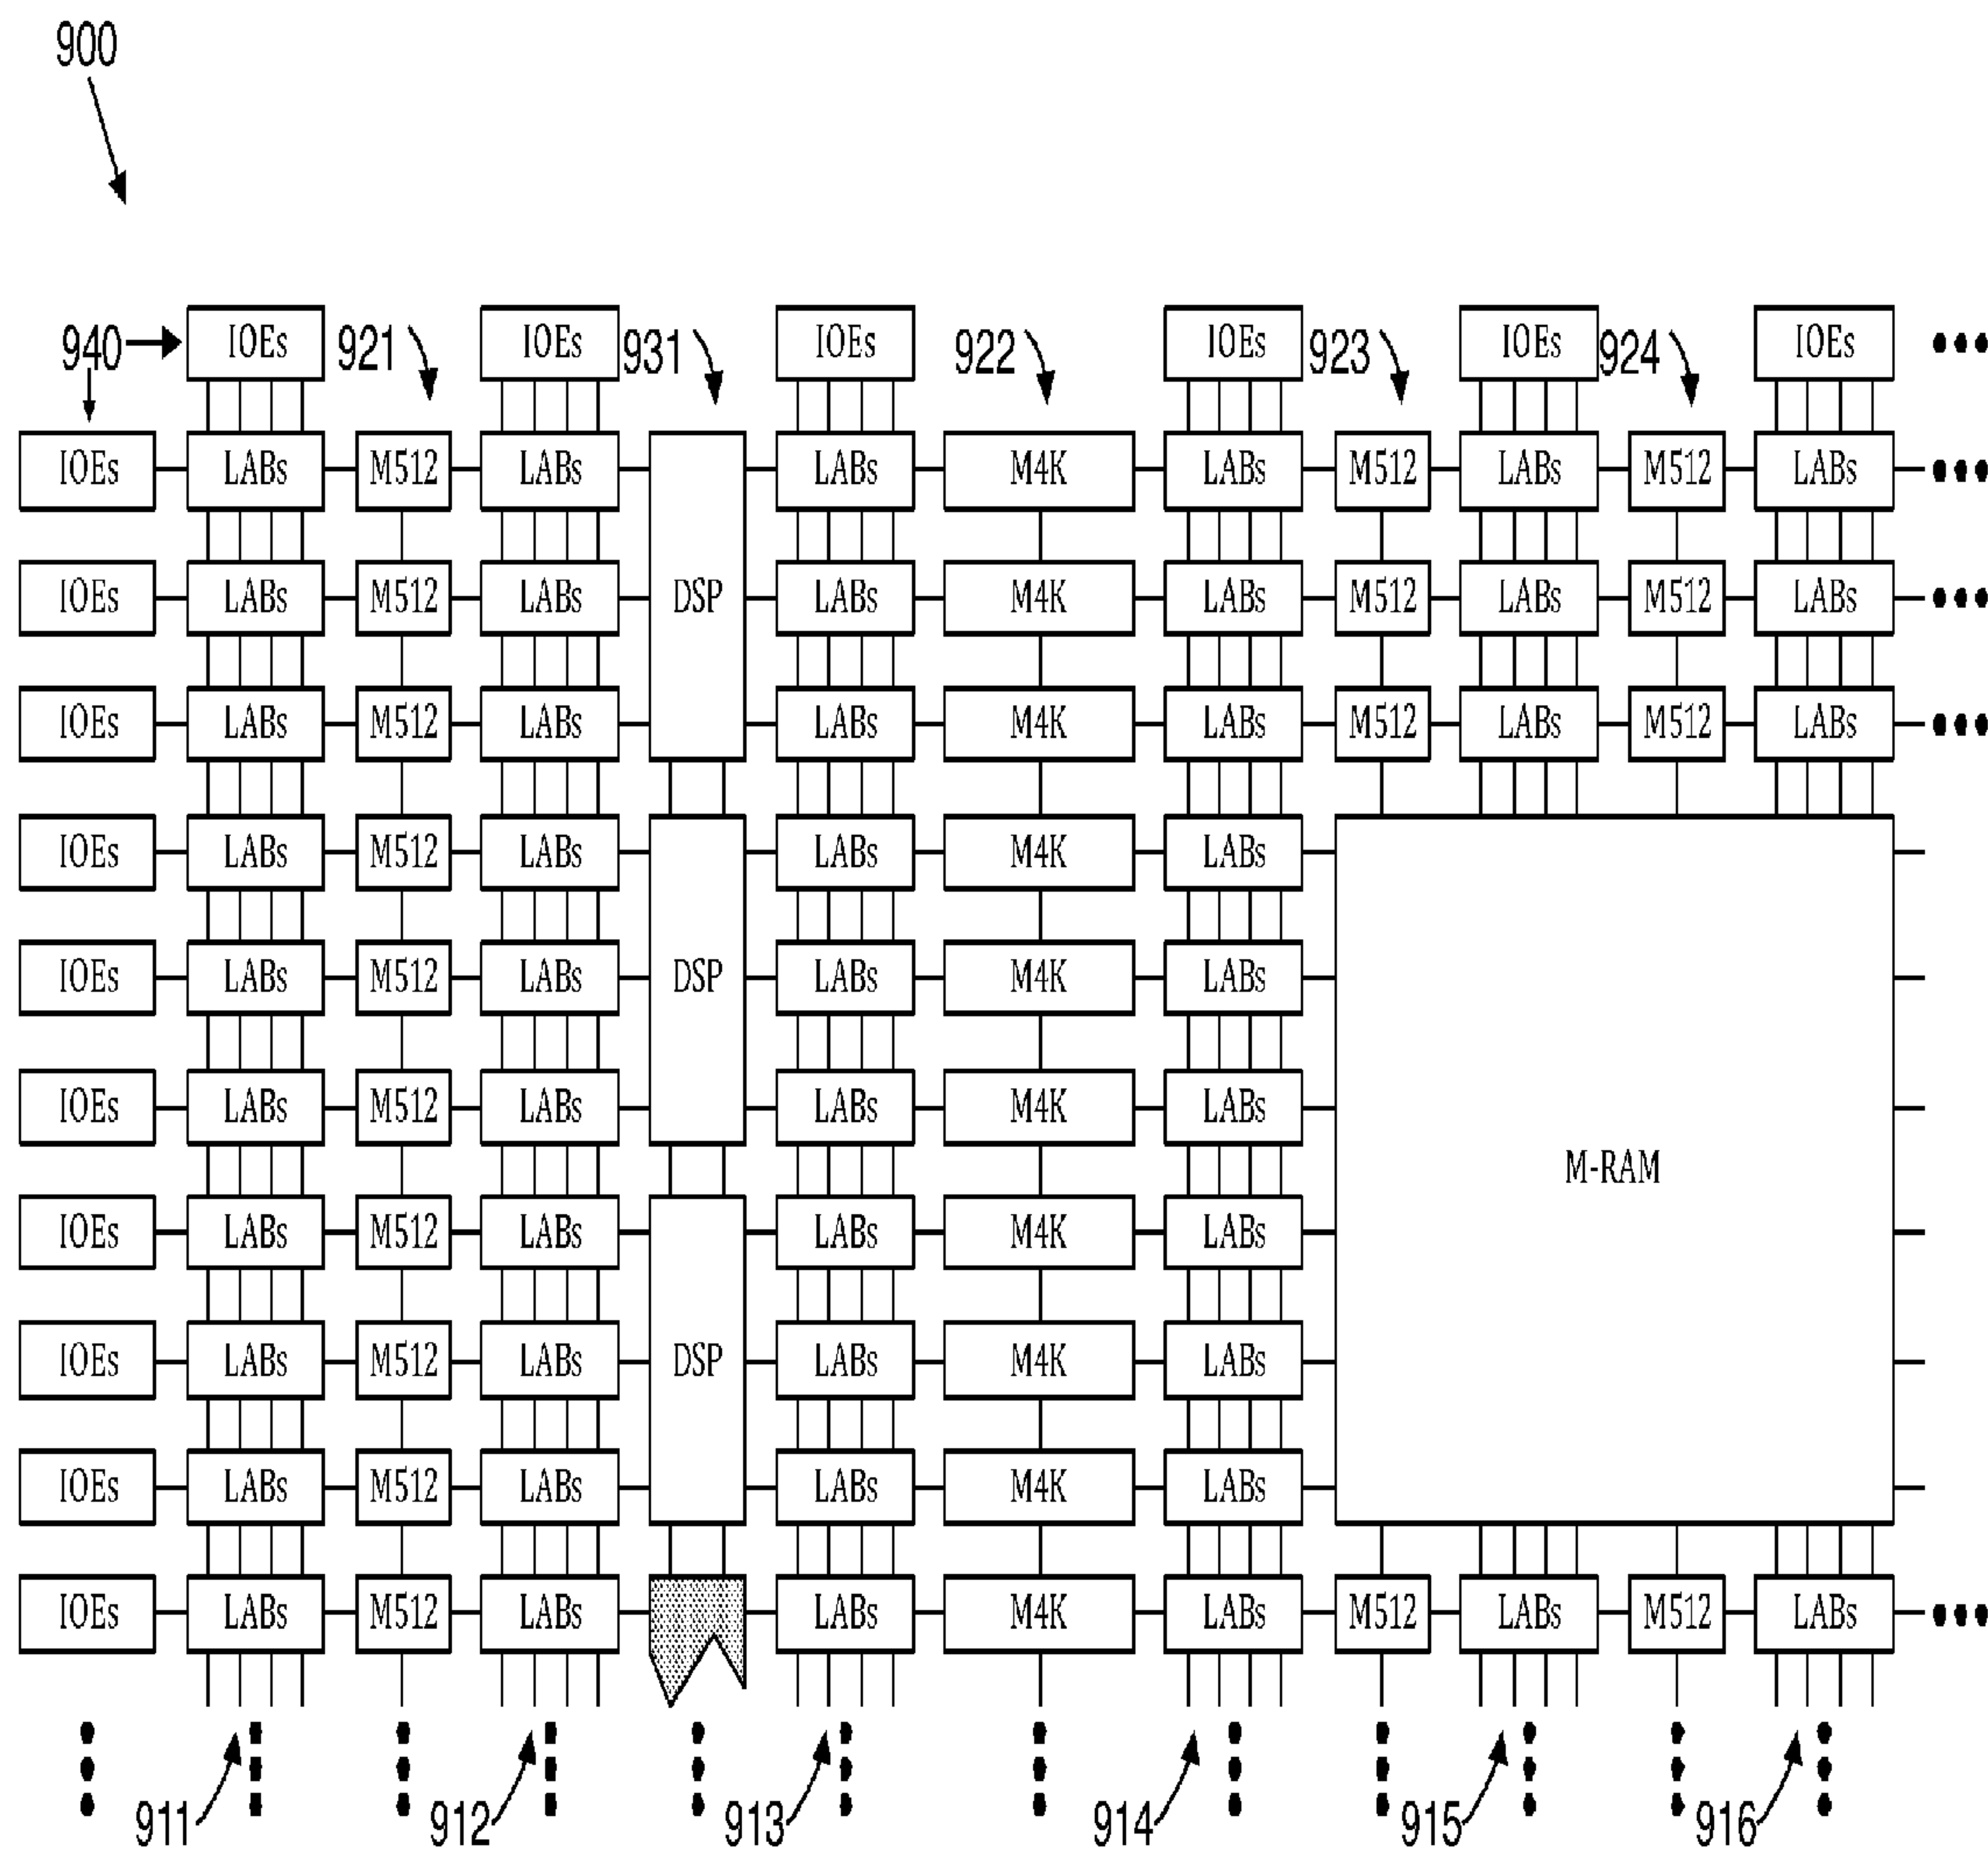 900
940 IOEs 921 IOEs 931 IOEs 922 IOEs 923 IOEs 924 IOEs
IOEs LABs M512 LABs LABs M4K LABs M512 LABs M512 LABs
IOEs LABs M512 LABs DSP LABs M4K LABs M512 LABs M512 LABs
IOEs LABs M512 LABs LABs M4K LABs M512 LABs M512 LABs
IOEs LABs M512 LABs LABs M4K LABs
IOEs LABs M512 LABs DSP LABs M4K LABs
IOEs LABs M512 LABs LABs M4K LABs
M-RAM
IOEs LABs M512 LABs LABs M4K LABs
IOEs LABs M512 LABs DSP LABs M4K LABs
IOEs LABs M512 LABs LABs M4K LABs
IOEs LABs M512 LABs LABs M4K LABs M512 LABs M512 LABs
911 912 913 914 915 916